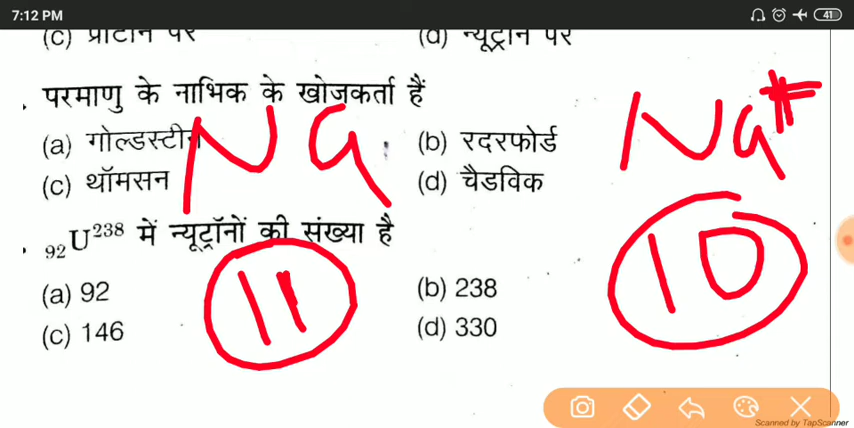 7:12 PM 41
(c) प्रोटॉन पर (d) न्यूट्रॉन पर
परमाणु के नाभिक के खोजकर्ता हैं
(a) गोल्डस्टीन (b) रदरफोर्ड
(c) थॉमसन (d) चैडविक
Na Na+
₉₂U²³⁸ में न्यूट्रॉनों की संख्या है
(a) 92 (b) 238
(c) 146 (d) 330
11 10
Scanned by TapScanner